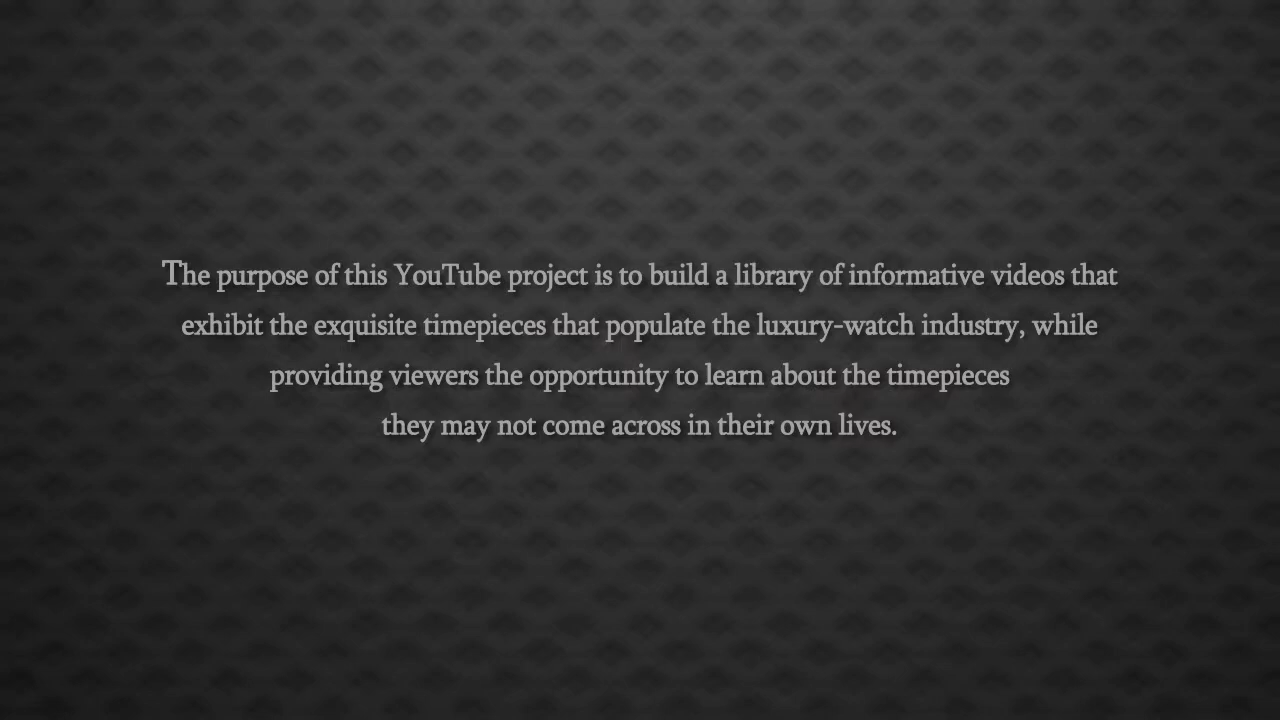 The purpose of this YouTube project is to build a library of informative videos that
exhibit the exquisite timepieces that populate the luxury-watch industry, while
providing viewers the opportunity to learn about the timepieces
they may not come across in their own lives.